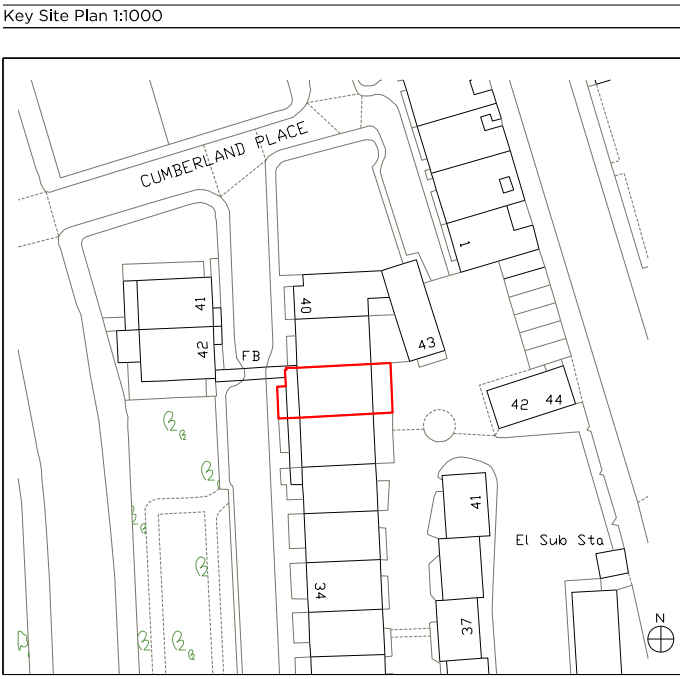 Key Site Plan 1:1000
CUMBERLAND PLACE
1
41
40
42
43
FB
42 44
41
El Sub Sta
34
37
N